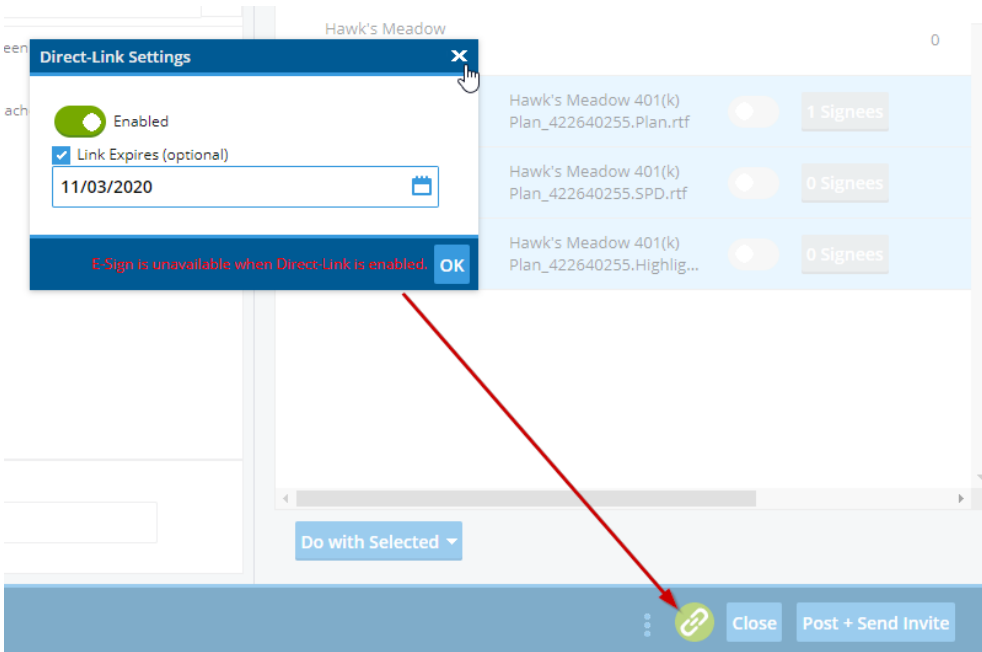 Hawk's Meadow
0
een
Direct-Link Settings
ach
Enabled
Link Expires (optional)
11/03/2020
E-Sign is unavailable when Direct-Link is enabled.
OK
Hawk's Meadow 401(k)
Plan_422640255.Plan.rtf
1 Signees
Hawk's Meadow 401(k)
Plan_422640255.SPD.rtf
0 Signees
Hawk's Meadow 401(k)
Plan_422640255.Highlig...
0 Signees
Do with Selected
Close
Post + Send Invite